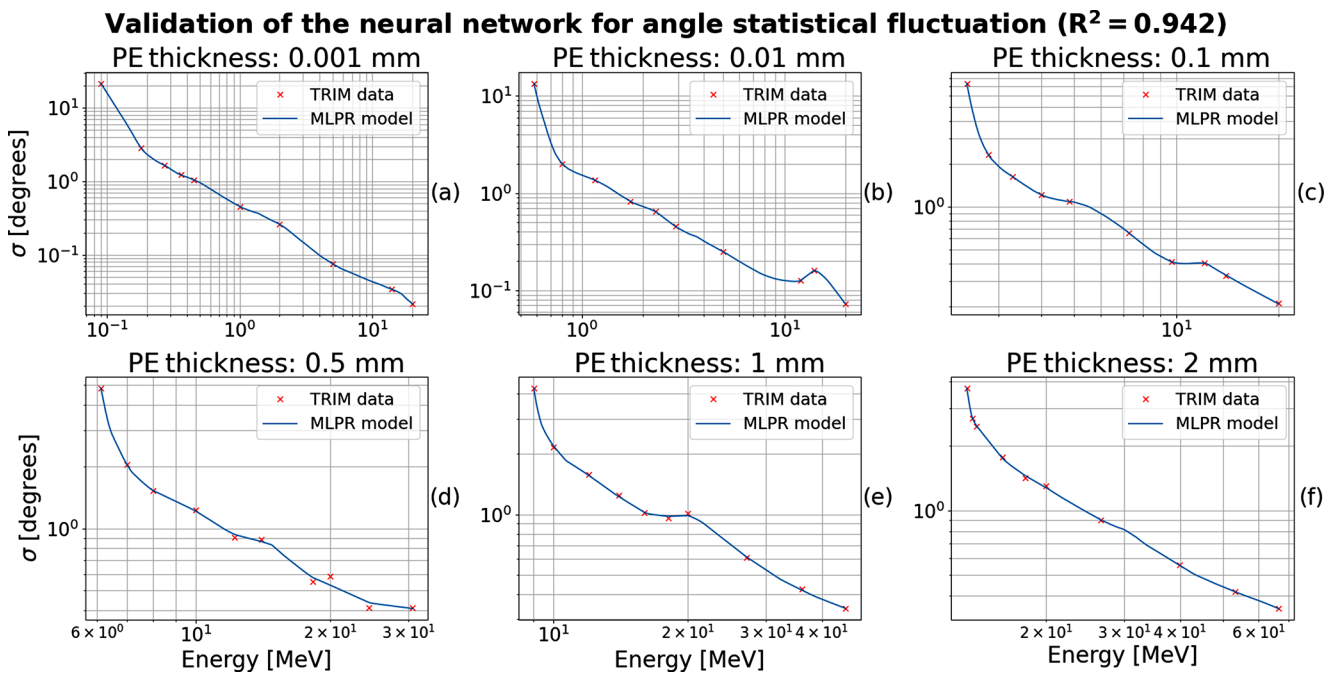 Validation of the neural network for angle statistical fluctuation (R² = 0.942)
PE thickness: 0.001 mm
PE thickness: 0.01 mm
PE thickness: 0.1 mm
σ [degrees]
10¹
10⁰
10⁻¹
TRIM data
MLPR model
10⁻¹
10⁰
10¹
(a)
10¹
10⁰
10⁻¹
TRIM data
MLPR model
10⁰
10¹
(b)
10⁰
TRIM data
MLPR model
10¹
(c)
PE thickness: 0.5 mm
PE thickness: 1 mm
PE thickness: 2 mm
σ [degrees]
10⁰
TRIM data
MLPR model
6 × 10⁰
10¹
2 × 10¹
3 × 10¹
Energy [MeV]
(d)
10⁰
TRIM data
MLPR model
10¹
2 × 10¹
3 × 10¹
4 × 10¹
Energy [MeV]
(e)
10⁰
TRIM data
MLPR model
2 × 10¹
3 × 10¹
4 × 10¹
6 × 10¹
Energy [MeV]
(f)